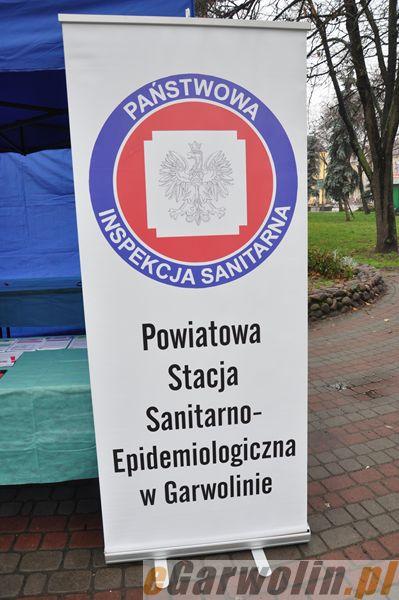 PAŃSTWOWA
INSPEKCJA SANITARNA
Powiatowa
Stacja
Sanitarno-
Epidemiologiczna
w Garwolinie
eGarwolin.pl